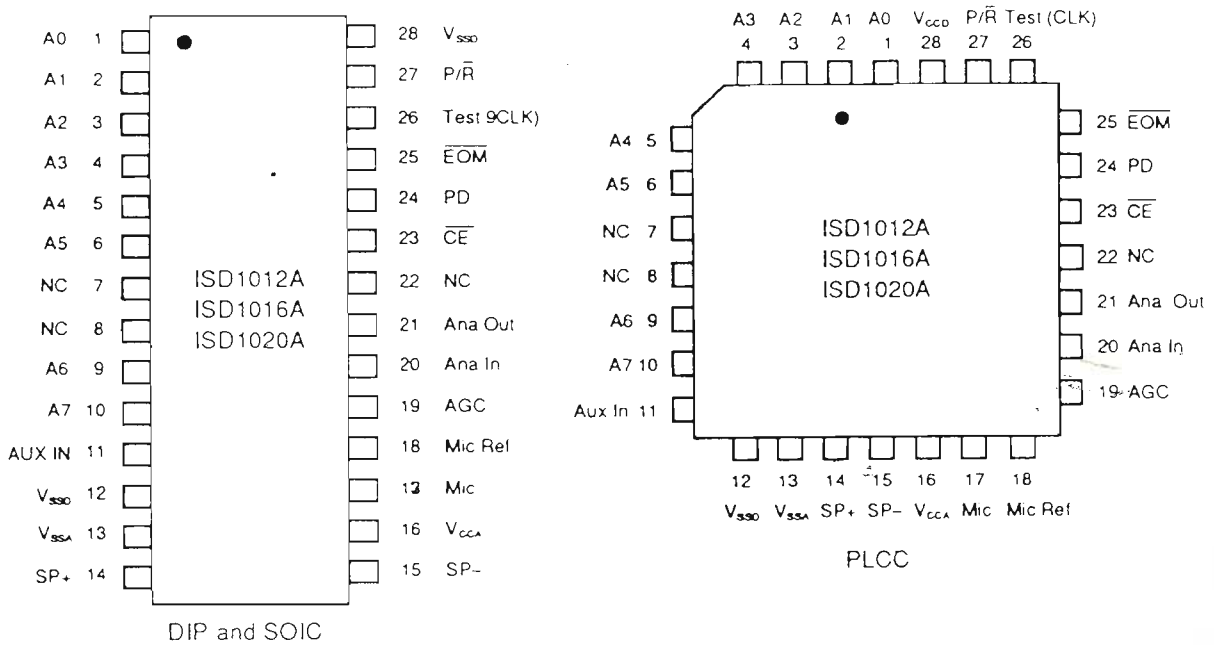 A0 1
A1 2
A2 3
A3 4
A4 5
A5 6
NC 7
NC 8
A6 9
A7 10
AUX IN 11
VSSD 12
VSSA 13
SP+ 14
28 VSSD
27 P/R̅
26 Test 9CLK)
25 E̅O̅M̅
24 PD
23 C̅E̅
22 NC
21 Ana Out
20 Ana In
19 AGC
18 Mic Ref
13 Mic
16 VCCA
15 SP–
ISD1012A
ISD1016A
ISD1020A
DIP and SOIC
A3 A2 A1 A0 VCCD P/R̅ Test (CLK)
4 3 2 1 28 27 26
A4 5
A5 6
NC 7
NC 8
A6 9
A7 10
Aux In 11
25 E̅O̅M̅
24 PD
23 C̅E̅
22 NC
21 Ana Out
20 Ana In
19 AGC
ISD1012A
ISD1016A
ISD1020A
12 13 14 15 16 17 18
VSSD VSSA SP+ SP– VCCA Mic Mic Ref
PLCC